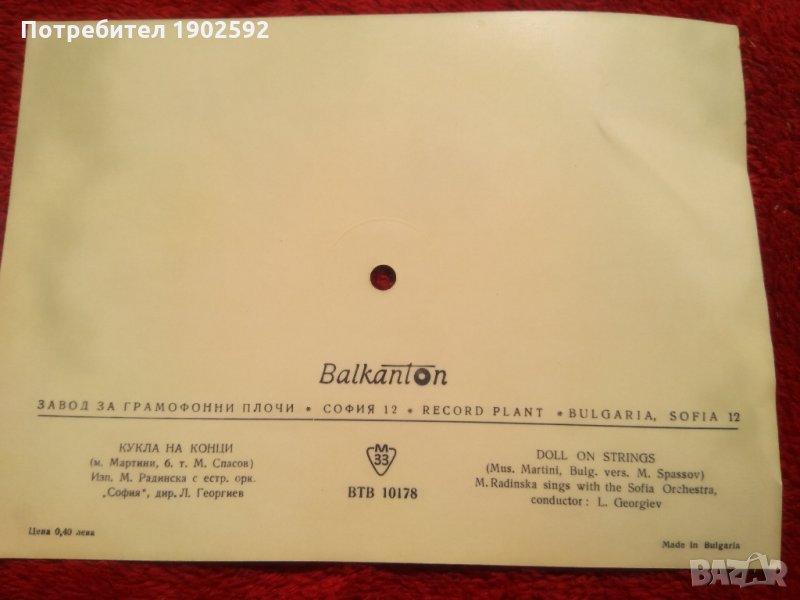 Потребител 1902592
Balkanton
ЗАВОД ЗА ГРАМОФОННИ ПЛОЧИ • СОФИЯ 12 • RECORD PLANT • BULGARIA, SOFIA 12
КУКЛА НА КОНЦИ
(м. Мартини, б. т. М. Спасов)
Изп. М. Радинска с естр. орк.
„София", дир. Л. Георгиев
М
33
ВТВ 10178
DOLL ON STRINGS
(Mus. Martini, Bulg. vers. M. Spassov)
M. Radinska sings with the Sofia Orchestra,
conductor: L. Georgiev
Цена 0,40 лева
Made in Bulgaria
BAZAR